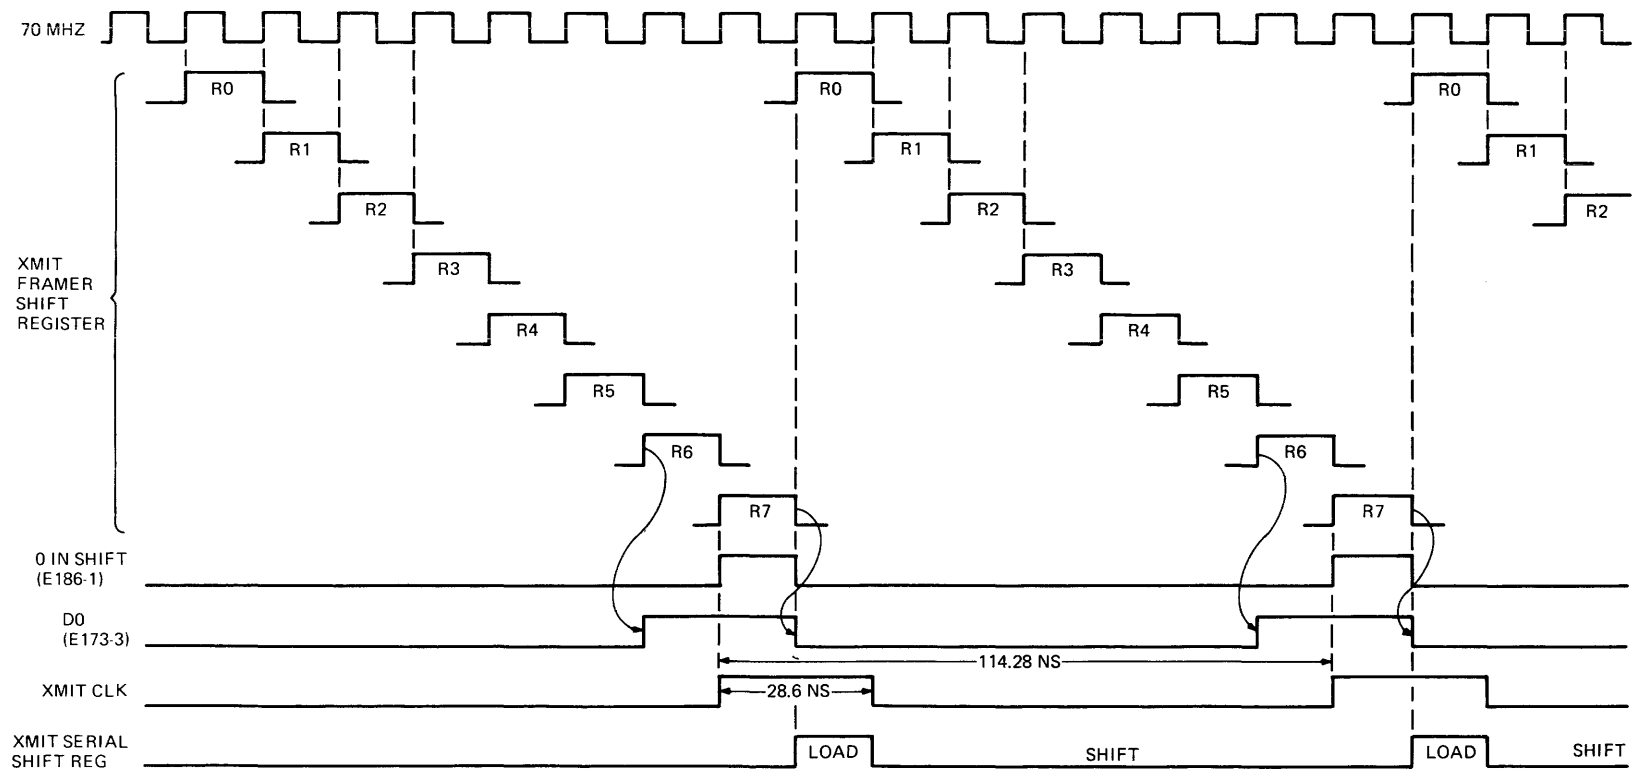 70 MHZ
R0
R0
R0
R1
R1
R1
R2
R2
R2
XMIT
FRAMER
SHIFT
REGISTER
R3
R3
R4
R4
R5
R5
R6
R6
R7
R7
0 IN SHIFT
(E186-1)
D0
(E173-3)
114.28 NS
XMIT CLK
28.6 NS
XMIT SERIAL
SHIFT REG
LOAD
SHIFT
LOAD
SHIFT